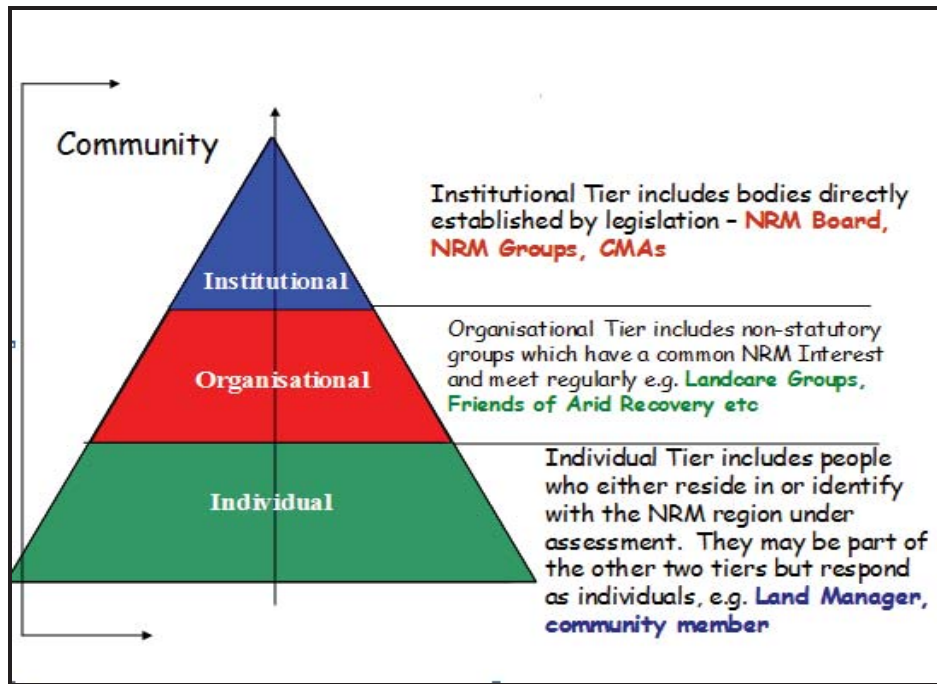 Community
Institutional Tier includes bodies directly
established by legislation – NRM Board,
NRM Groups, CMAs
Institutional
Organisational Tier includes non-statutory
groups which have a common NRM Interest
and meet regularly e.g. Landcare Groups,
Friends of Arid Recovery etc
Organisational
Individual Tier includes people
who either reside in or identify
with the NRM region under
assessment. They may be part of
the other two tiers but respond
as individuals, e.g. Land Manager,
community member
Individual